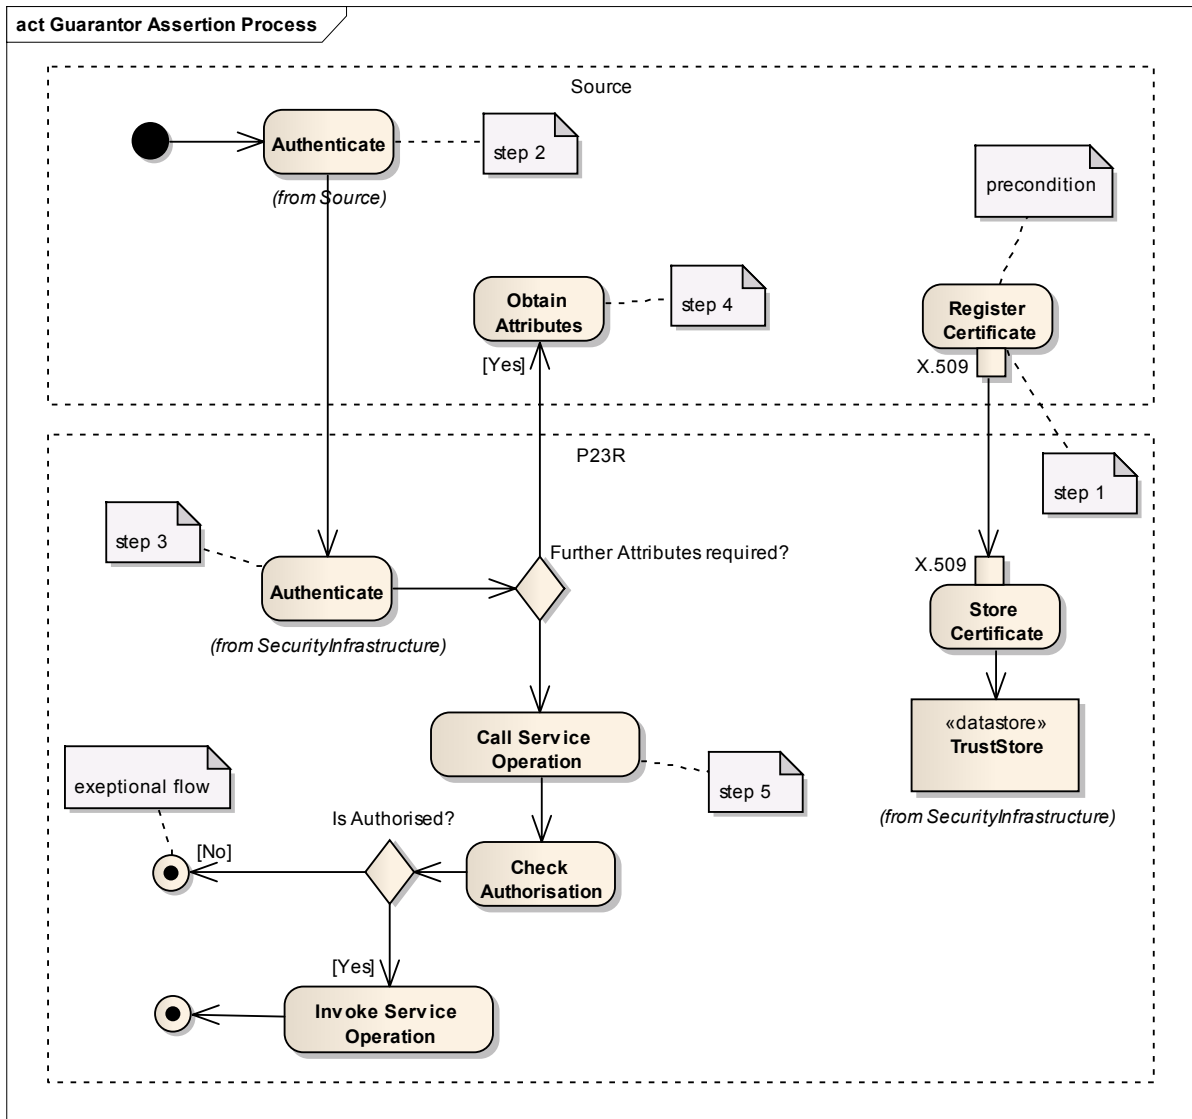 act Guarantor Assertion Process
Source
Authenticate
(from Source)
step 2
precondition
Obtain
Attributes
step 4
[Yes]
Register
Certificate
X.509
P23R
step 1
step 3
Authenticate
(from SecurityInfrastructure)
Further Attributes required?
X.509
Store
Certificate
«datastore»
TrustStore
(from SecurityInfrastructure)
Call Service
Operation
step 5
exeptional flow
Is Authorised?
[No]
Check
Authorisation
[Yes]
Invoke Service
Operation